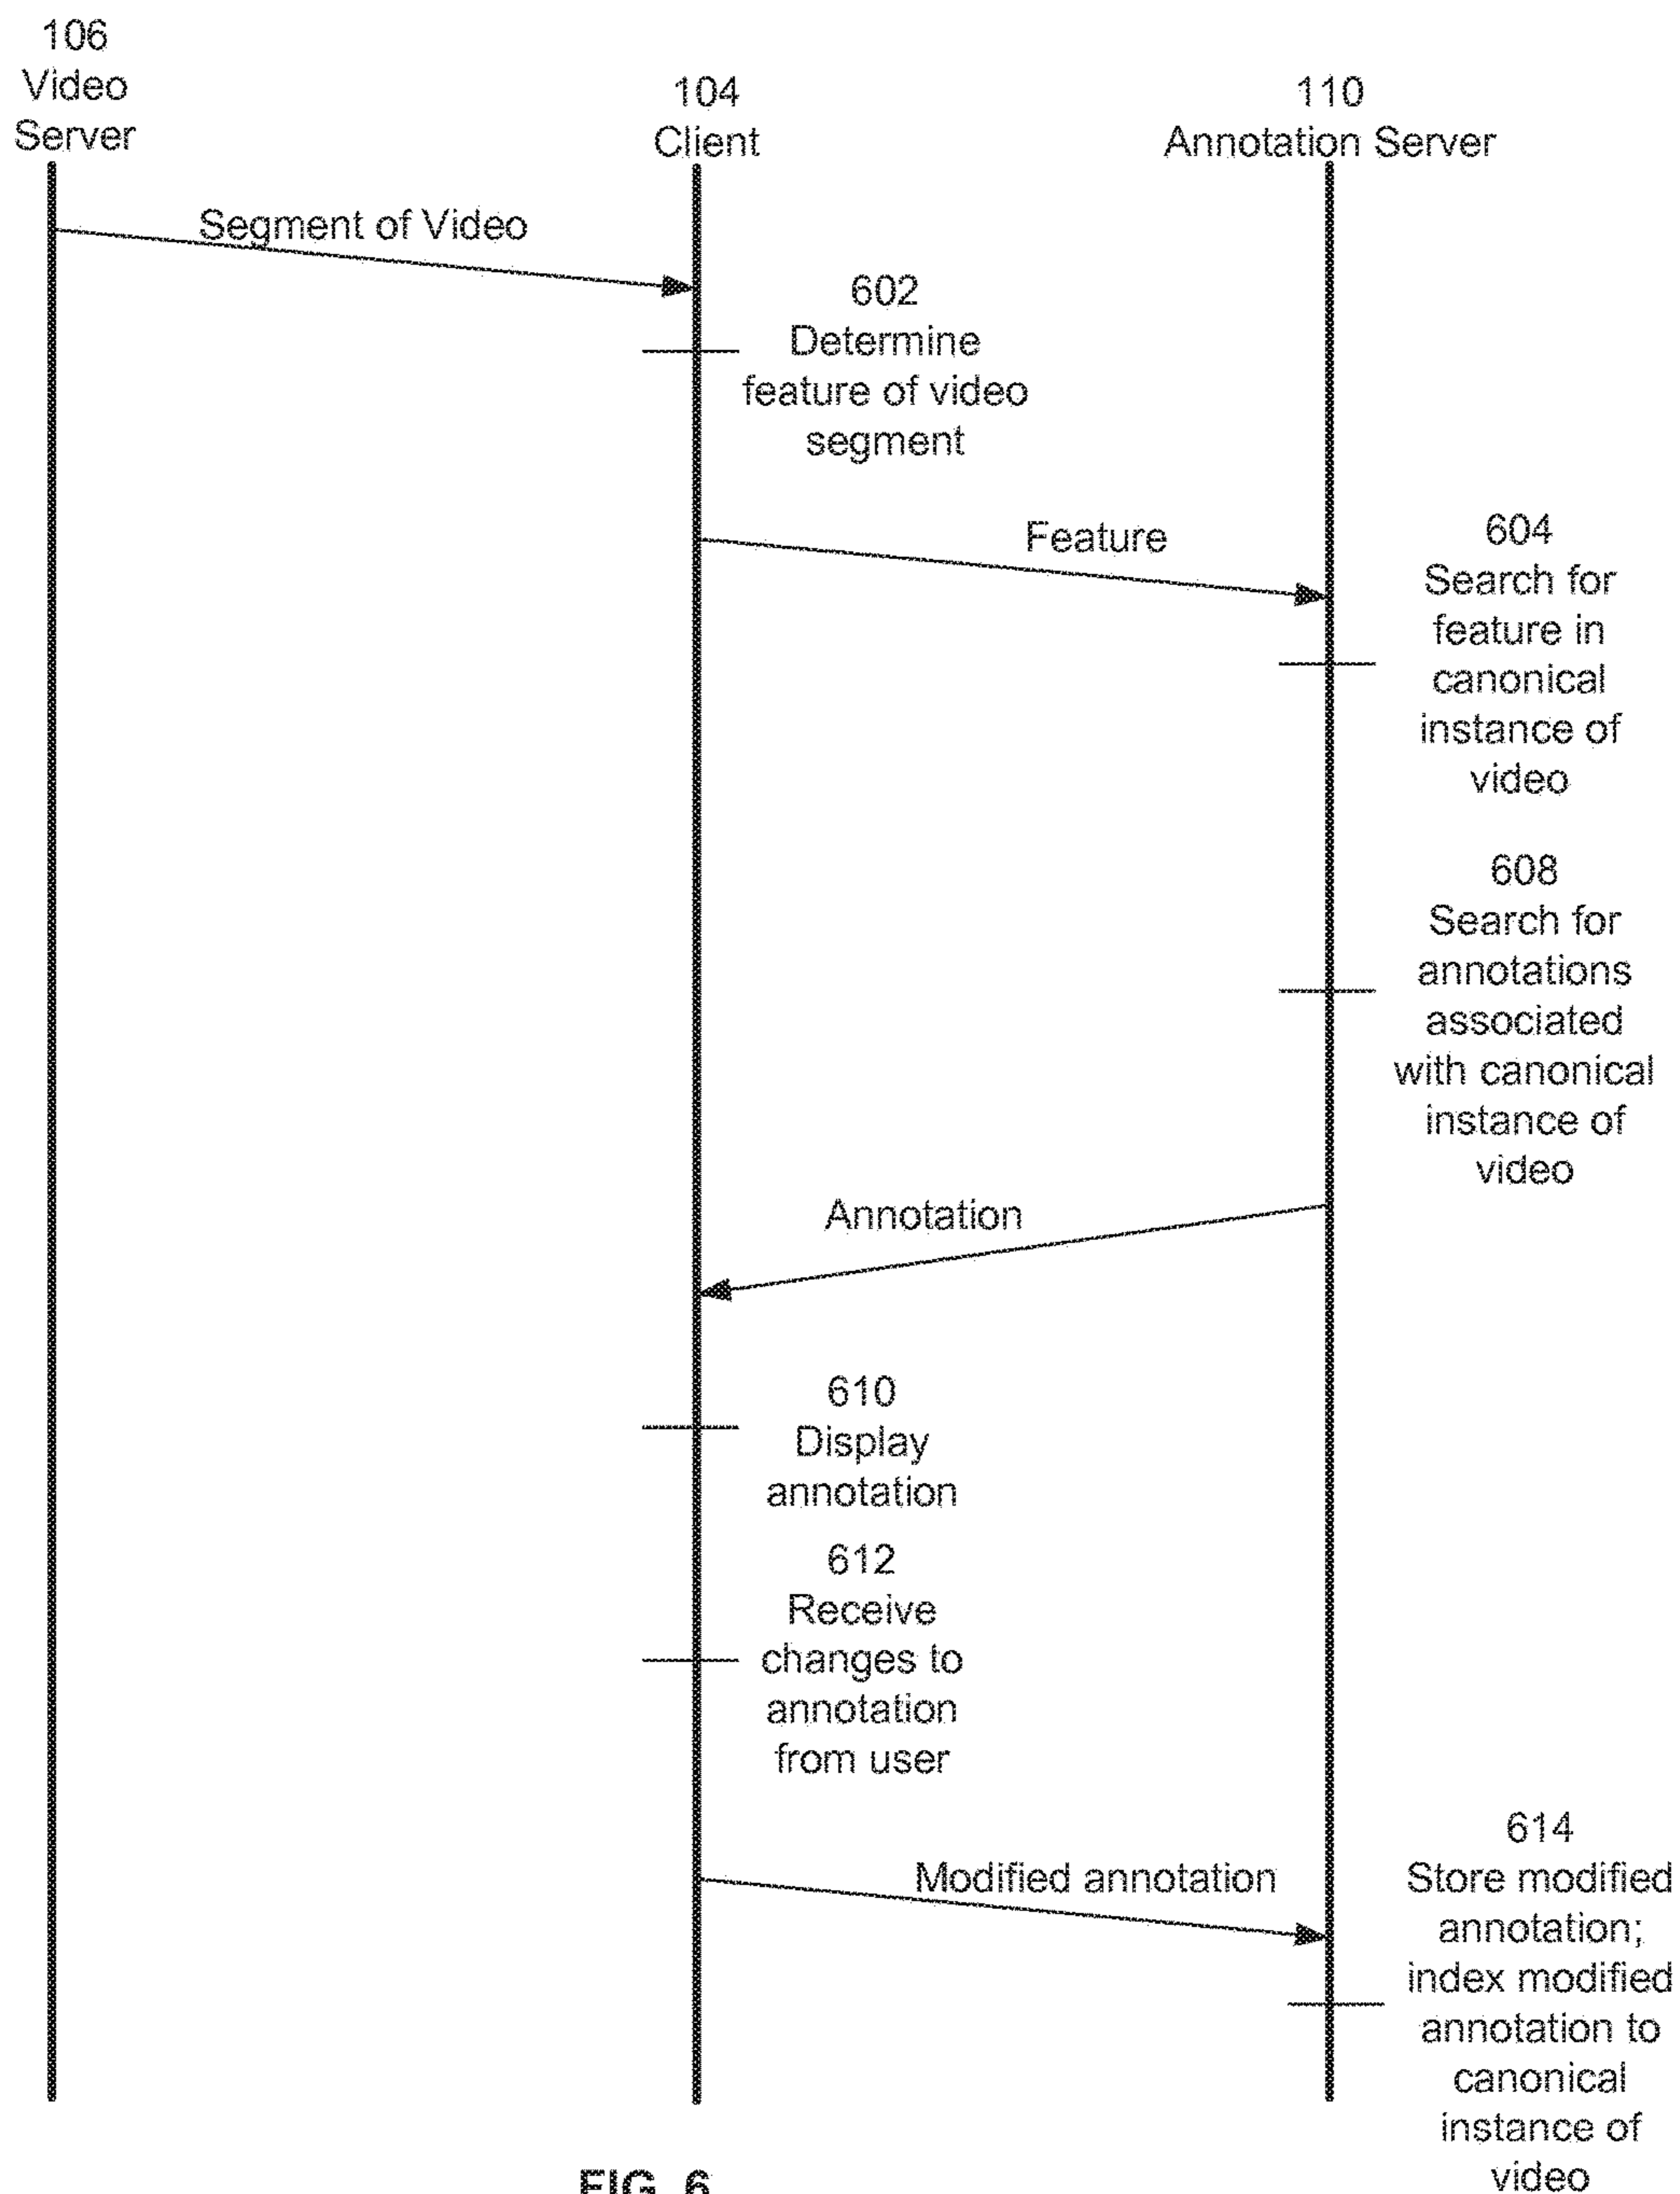 106
Video
Server
104
Client
110
Annotation Server
Segment of Video
602
Determine
feature of video
segment
Feature
604
Search for
feature in
canonical
instance of
video
608
Search for
annotations
associated
with canonical
instance of
video
Annotation
610
Display
annotation
612
Receive
changes to
annotation
from user
Modified annotation
614
Store modified
annotation;
index modified
annotation to
canonical
instance of
video
FIG. 6